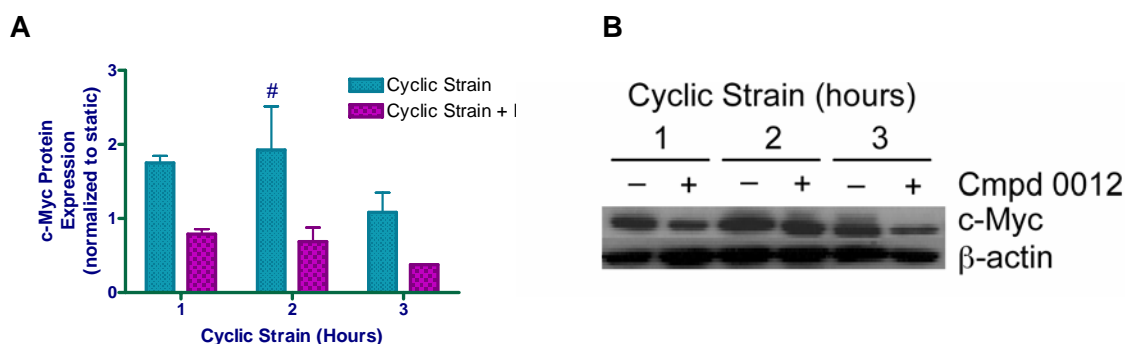 A
3
2
1
0
c-Myc Protein
Expression
(normalized to static)
#
Cyclic Strain
Cyclic Strain +
1 2 3
Cyclic Strain (Hours)
B
Cyclic Strain (hours)
1 2 3
− + − + − + Cmpd 0012
c-Myc
β-actin